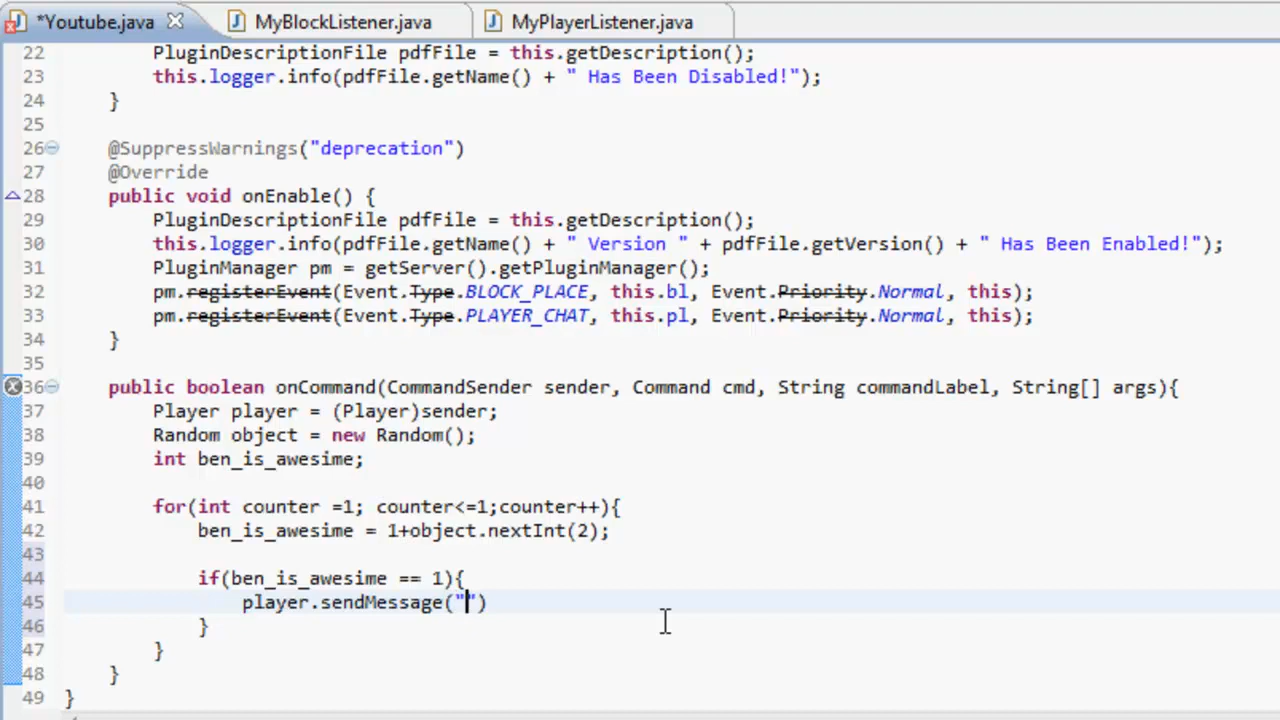 *Youtube.java MyBlockListener.java MyPlayerListener.java
22 PluginDescriptionFile pdfFile = this.getDescription();
23 this.logger.info(pdfFile.getName() + " Has Been Disabled!");
24 }
25
26 @SuppressWarnings("deprecation")
27 @Override
28 public void onEnable() {
29 PluginDescriptionFile pdfFile = this.getDescription();
30 this.logger.info(pdfFile.getName() + " Version " + pdfFile.getVersion() + " Has Been Enabled!");
31 PluginManager pm = getServer().getPluginManager();
32 pm.registerEvent(Event.Type.BLOCK_PLACE, this.bl, Event.Priority.Normal, this);
33 pm.registerEvent(Event.Type.PLAYER_CHAT, this.pl, Event.Priority.Normal, this);
34 }
35
36 public boolean onCommand(CommandSender sender, Command cmd, String commandLabel, String[] args){
37 Player player = (Player)sender;
38 Random object = new Random();
39 int ben_is_awesime;
40
41 for(int counter =1; counter<=1;counter++){
42 ben_is_awesime = 1+object.nextInt(2);
43
44 if(ben_is_awesime == 1){
45 player.sendMessage("")
46 }
47 }
48 }
49 }